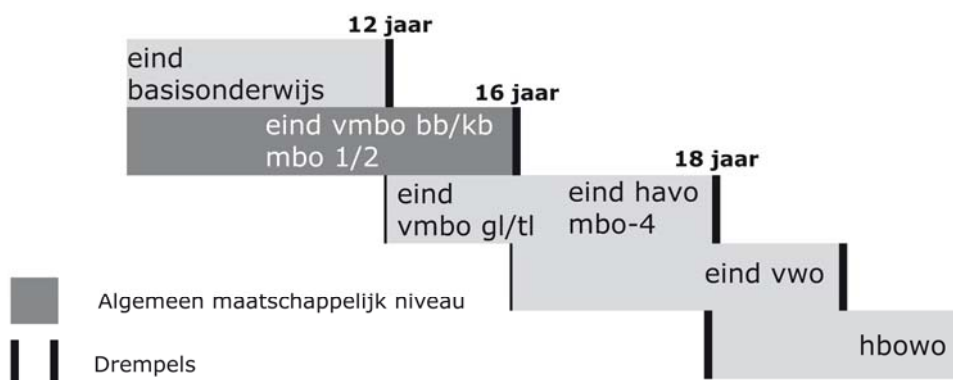 12 jaar
eind
basisonderwijs
16 jaar
eind vmbo bb/kb
mbo 1/2
18 jaar
eind
vmbo gl/tl
eind havo
mbo-4
eind vwo
Algemeen maatschappelijk niveau
hbowo
Drempels